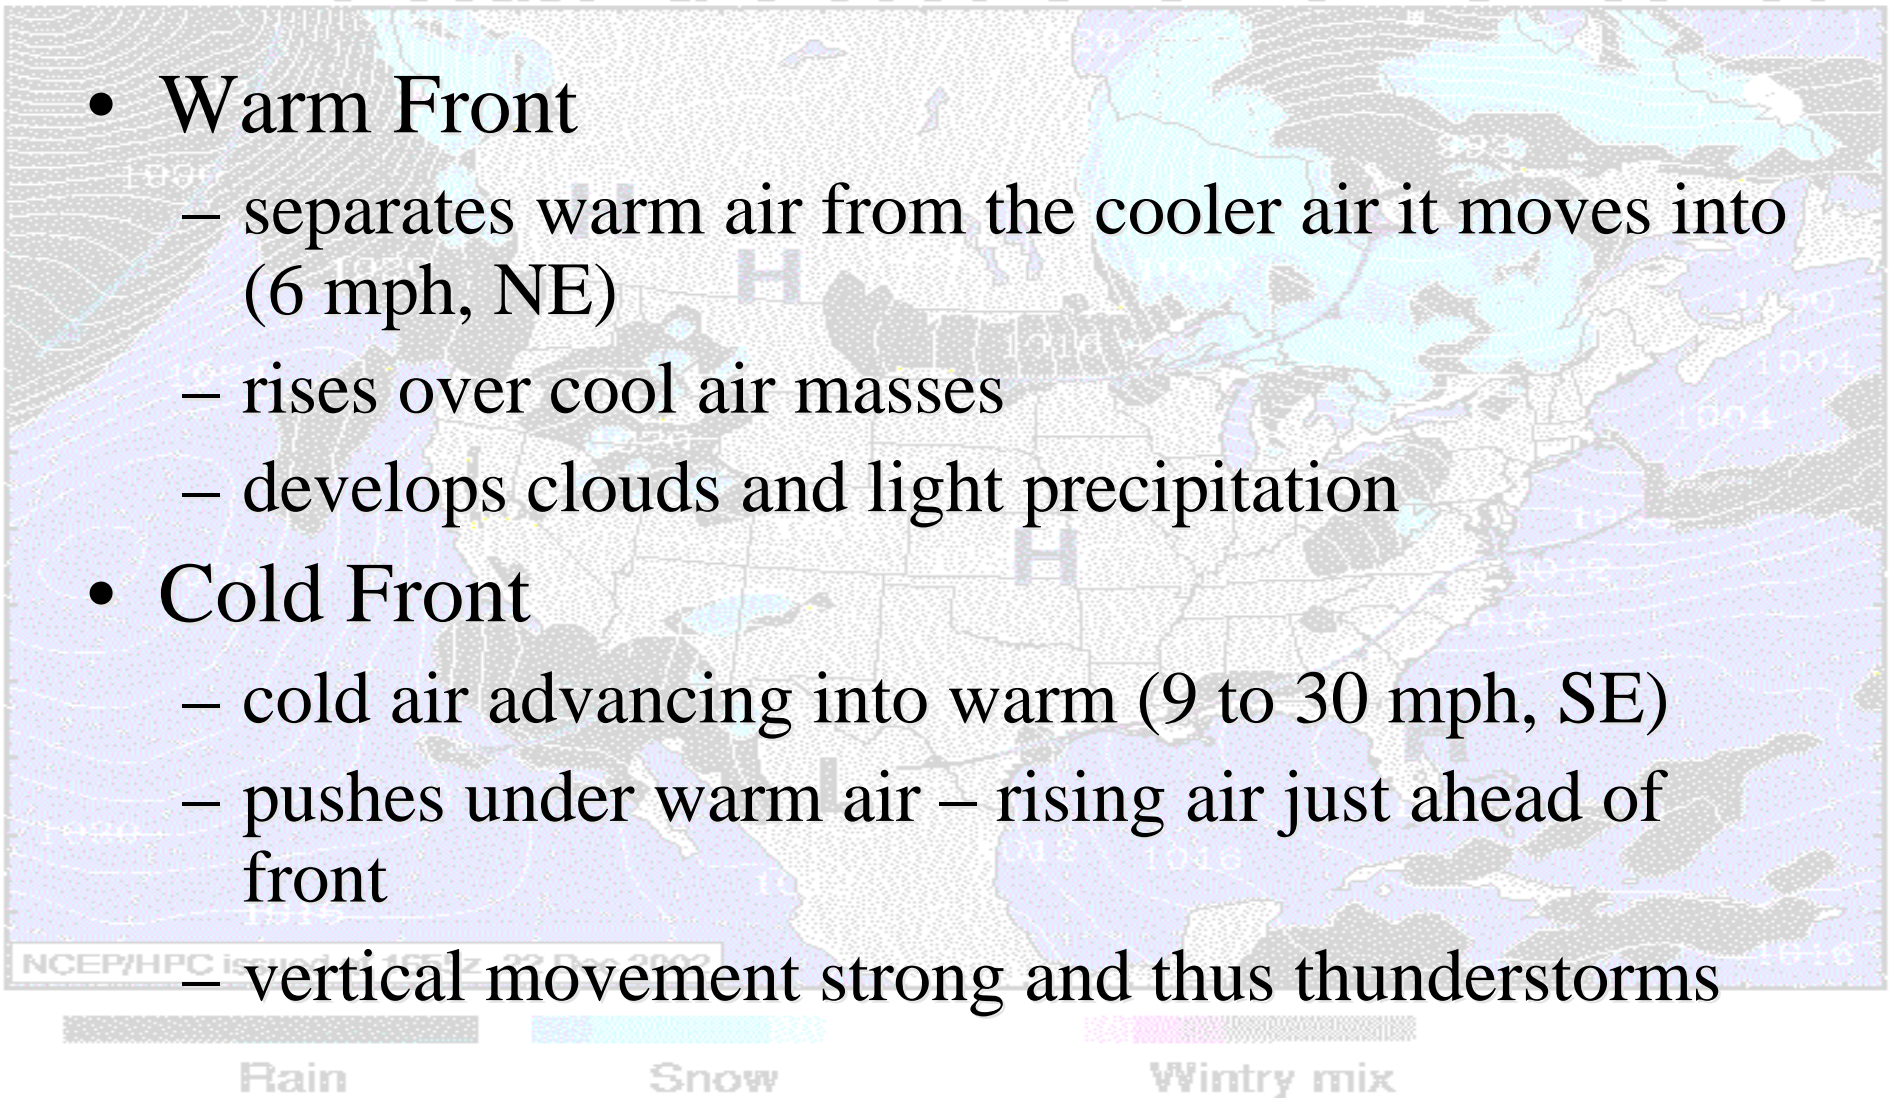 • Warm Front
– separates warm air from the cooler air it moves into
(6 mph, NE)
– rises over cool air masses
– develops clouds and light precipitation
• Cold Front
– cold air advancing into warm (9 to 30 mph, SE)
– pushes under warm air – rising air just ahead of
front
– vertical movement strong and thus thunderstorms
NCEP/HPC
Rain Snow Wintry mix